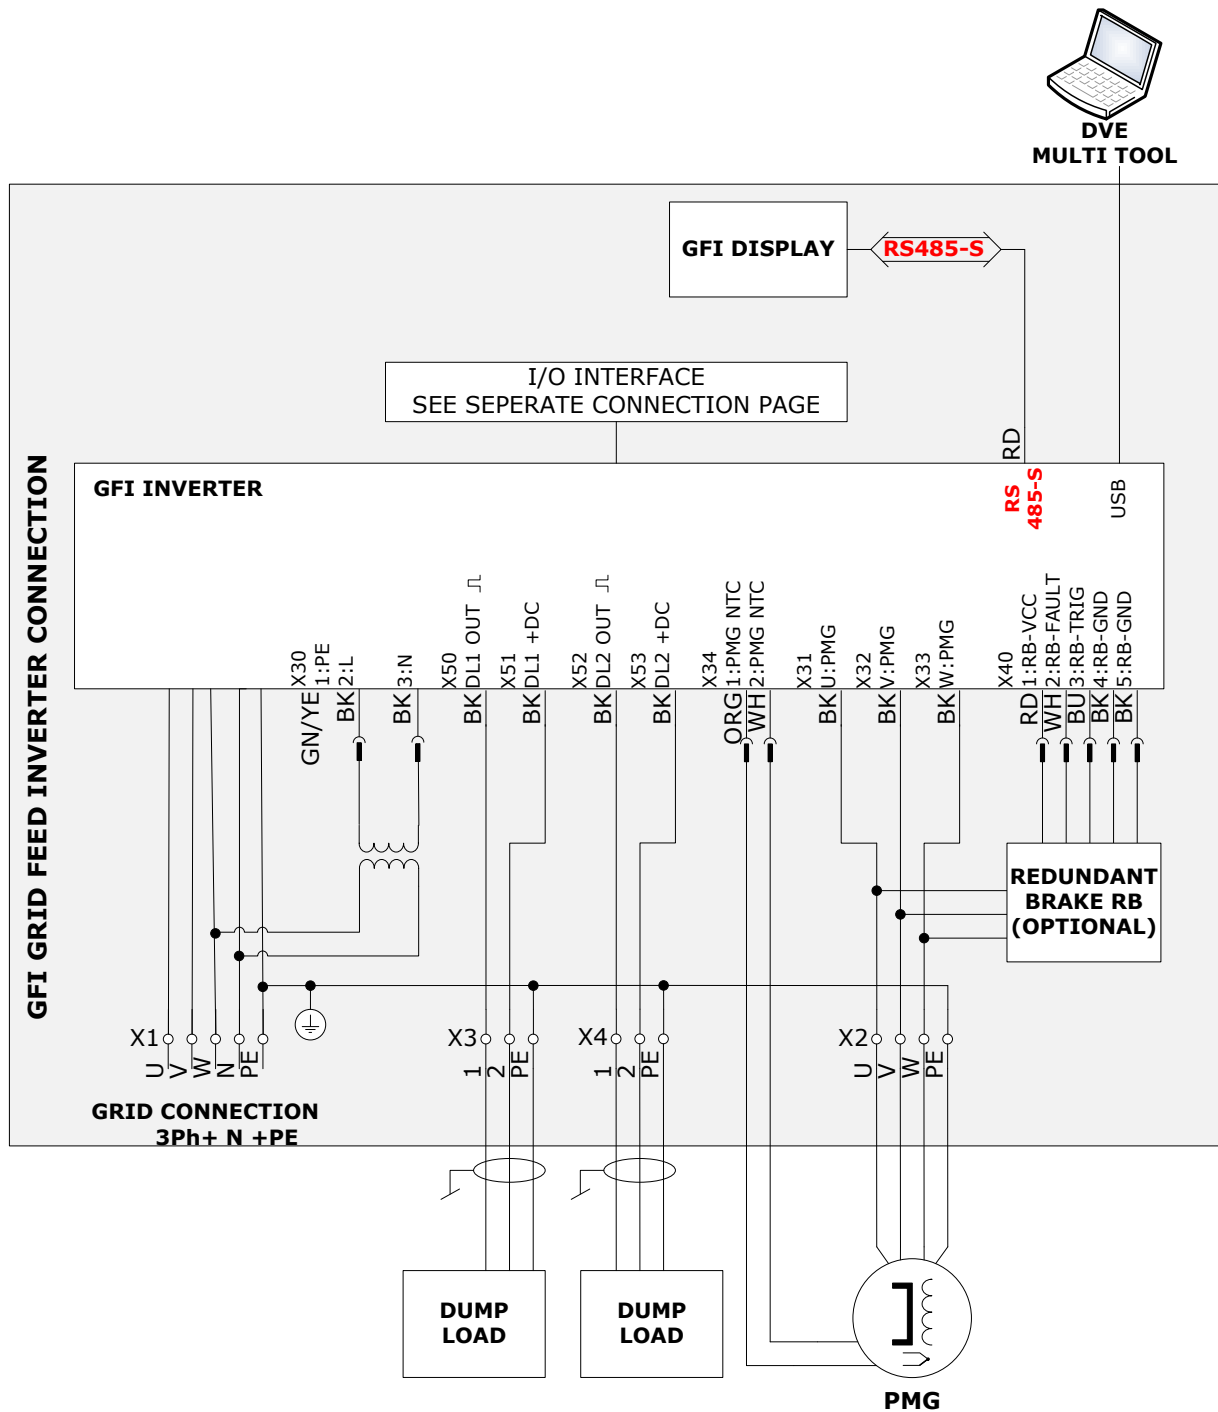 DVE
MULTI TOOL
GFI DISPLAY
RS485-S
I/O INTERFACE
SEE SEPERATE CONNECTION PAGE
RD
GFI GRID FEED INVERTER CONNECTION
GFI INVERTER
RS
485-S
USB
X30
1:PE
2:L
3:N
X50
DL1 OUT
X51
DL1 +DC
X52
DL2 OUT
X53
DL2 +DC
X34
1:PMG NTC
2:PMG NTC
X31
U:PMG
X32
V:PMG
X33
W:PMG
X40
1:RB-VCC
2:RB-FAULT
3:RB-TRIG
4:RB-GND
5:RB-GND
GN/YE
BK
BK
BK
BK
BK
BK
ORG
WH
BK
BK
BK
RD
WH
BU
BK
BK
REDUNDANT
BRAKE RB
(OPTIONAL)
X1
U
V
W
N
PE
X3
1
2
PE
X4
1
2
PE
X2
U
V
W
PE
GRID CONNECTION
3Ph+ N +PE
DUMP
LOAD
DUMP
LOAD
PMG